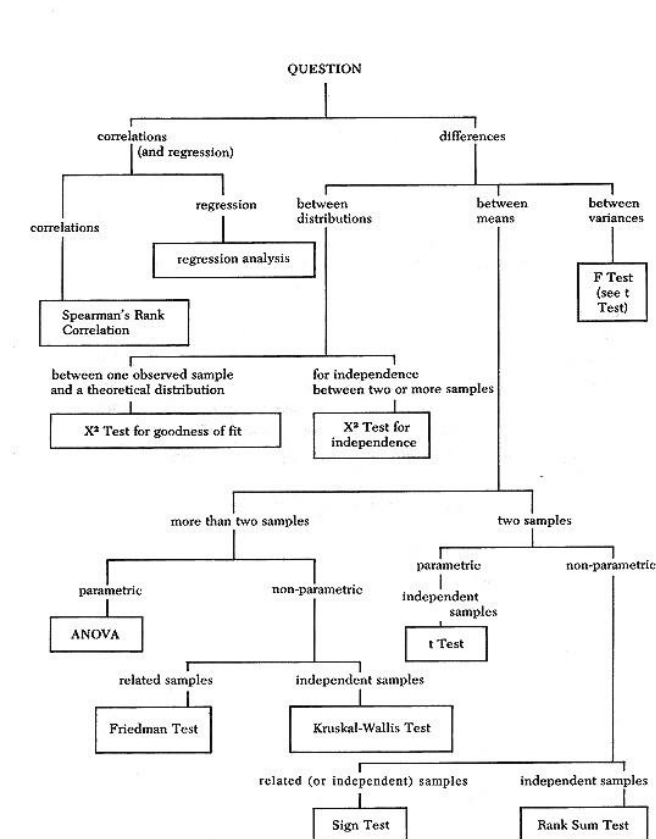 QUESTION
correlations
(and regression)
differences
correlations
regression
between
distributions
between
means
between
variances
regression analysis
F Test
(see t
Test)
Spearman's Rank
Correlation
between one observed sample
and a theoretical distribution
for independence
between two or more samples
X² Test for goodness of fit
X² Test for
independence
more than two samples
two samples
parametric
non-parametric
parametric
non-parametric
independent
samples
ANOVA
t Test
related samples
independent samples
Friedman Test
Kruskal-Wallis Test
related (or independent) samples
independent samples
Sign Test
Rank Sum Test